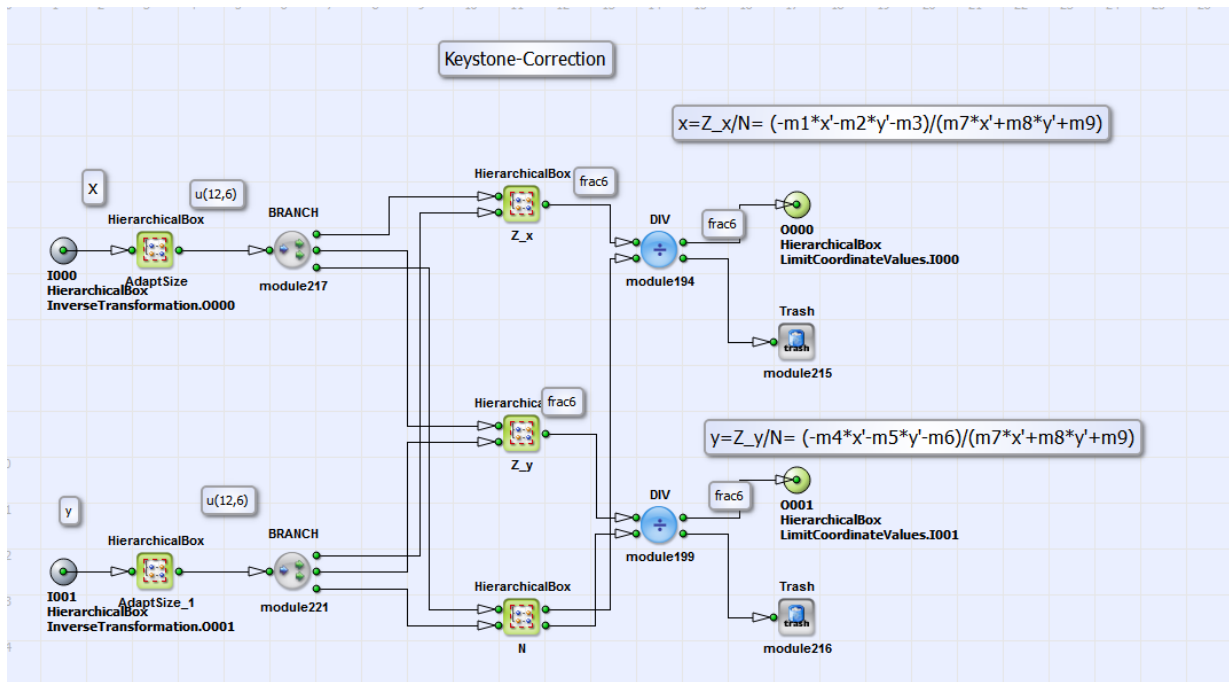 Keystone-Correction
x=Z_x/N= (-m1*x'-m2*y'-m3)/(m7*x'+m8*y'+m9)
X
u(12,6)
HierarchicalBox
AdaptSize
I000
HierarchicalBox
InverseTransformation.O000
BRANCH
module217
HierarchicalBox
frac6
Z_x
DIV
module194
frac6
O000
HierarchicalBox
LimitCoordinateValues.I000
Trash
trash
module215
Hierarchica
frac6
Z_y
y=Z_y/N= (-m4*x'-m5*y'-m6)/(m7*x'+m8*y'+m9)
y
u(12,6)
HierarchicalBox
AdaptSize_1
I001
HierarchicalBox
InverseTransformation.O001
BRANCH
module221
HierarchicalBox
N
DIV
module199
frac6
O001
HierarchicalBox
LimitCoordinateValues.I001
Trash
trash
module216